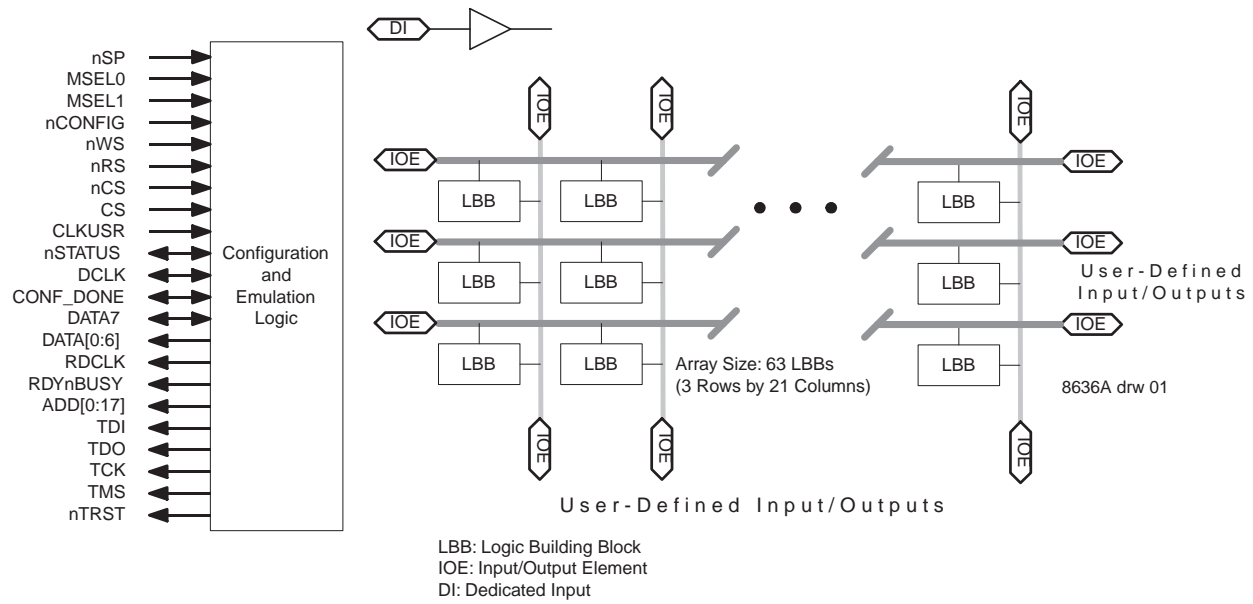 DI
nSP
MSEL0
MSEL1
nCONFIG
nWS
nRS
nCS
CS
CLKUSR
nSTATUS
DCLK
CONF_DONE
DATA7
DATA[0:6]
RDCLK
RDYnBUSY
ADD[0:17]
TDI
TDO
TCK
TMS
nTRST
Configuration
and
Emulation
Logic
IOE IOE IOE
IOE IOE
LBB LBB LBB
IOE IOE
LBB LBB LBB
User-Defined
Input/Outputs
IOE IOE
LBB LBB LBB
Array Size: 63 LBBs
(3 Rows by 21 Columns)
8636A drw 01
IOE IOE IOE
User-Defined Input/Outputs
LBB: Logic Building Block
IOE: Input/Output Element
DI: Dedicated Input